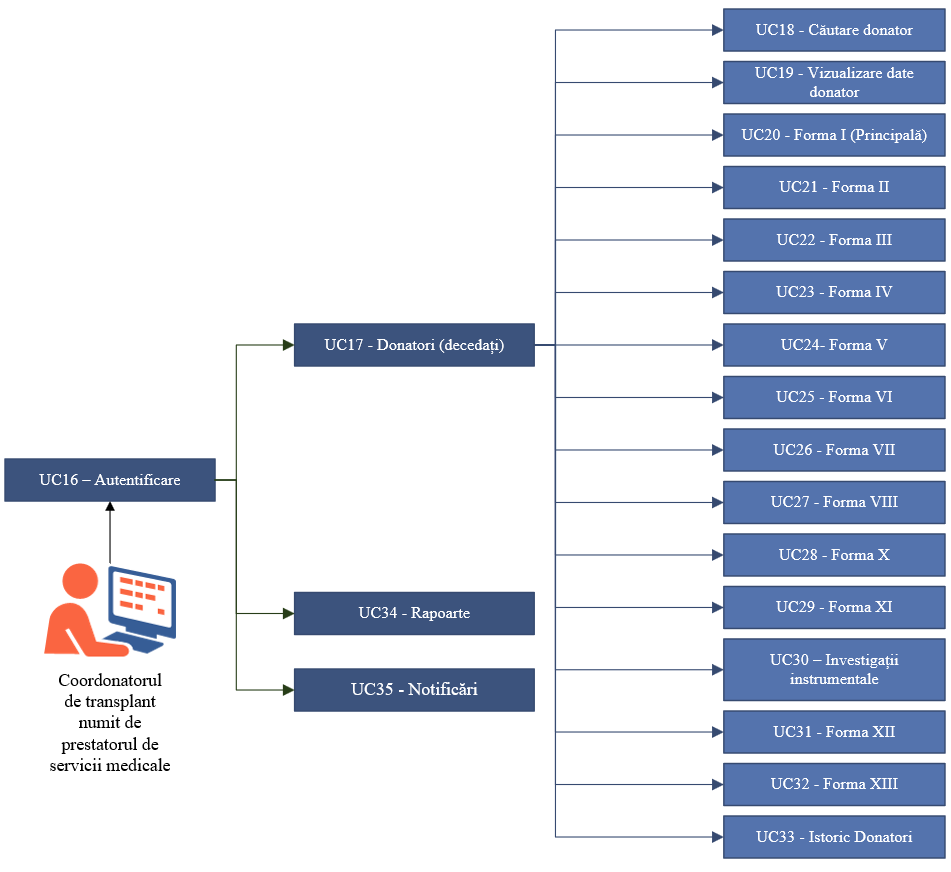 UC18 - Căutare donator
UC19 - Vizualizare date
donator
UC20 - Forma I (Principală)
UC21 - Forma II
UC22 - Forma III
UC23 - Forma IV
UC17 - Donatori (decedați)
UC24- Forma V
UC25 - Forma VI
UC26 - Forma VII
UC16 – Autentificare
UC27 - Forma VIII
UC28 - Forma X
UC34 - Rapoarte
UC29 - Forma XI
UC30 – Investigații
instrumentale
UC35 - Notificări
Coordonatorul
de transplant
numit de
prestatorul de
servicii medicale
UC31 - Forma XII
UC32 - Forma XIII
UC33 - Istoric Donatori